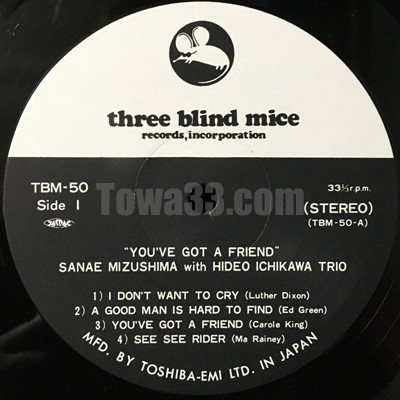 three blind mice
records, incorporation
TBM-50
Side 1
33⅓ r.p.m.
(STEREO)
(TBM-50-A)
Towa33.com
"YOU'VE GOT A FRIEND"
SANAE MIZUSHIMA with HIDEO ICHIKAWA TRIO
1) I DON'T WANT TO CRY (Luther Dixon)
2) A GOOD MAN IS HARD TO FIND (Ed Green)
3) YOU'VE GOT A FRIEND (Carole King)
4) SEE SEE RIDER (Ma Rainey)
MFD. BY TOSHIBA-EMI LTD. IN JAPAN